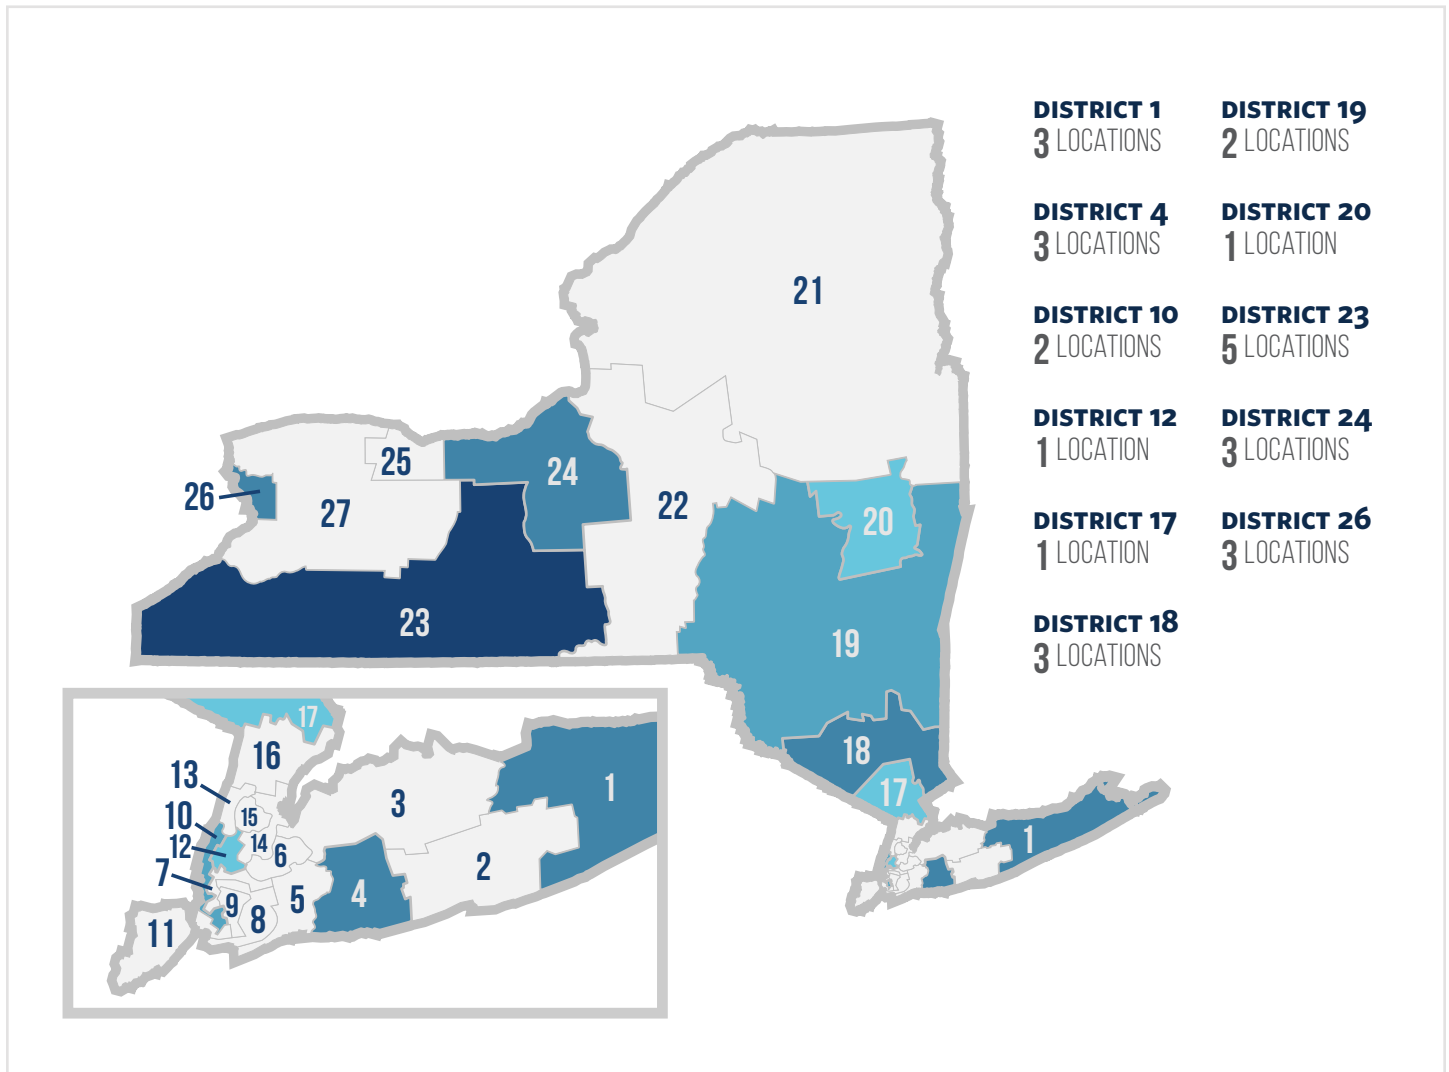 DISTRICT 1
3 LOCATIONS
DISTRICT 4
3 LOCATIONS
DISTRICT 10
2 LOCATIONS
DISTRICT 12
1 LOCATION
DISTRICT 17
1 LOCATION
DISTRICT 18
3 LOCATIONS
DISTRICT 19
2 LOCATIONS
DISTRICT 20
1 LOCATION
DISTRICT 23
5 LOCATIONS
DISTRICT 24
3 LOCATIONS
DISTRICT 26
3 LOCATIONS
21
25
24
26
27
22
20
23
19
18
17
1
17
16
13
3
1
10
15
12
14
6
7
2
9
8
5
4
11